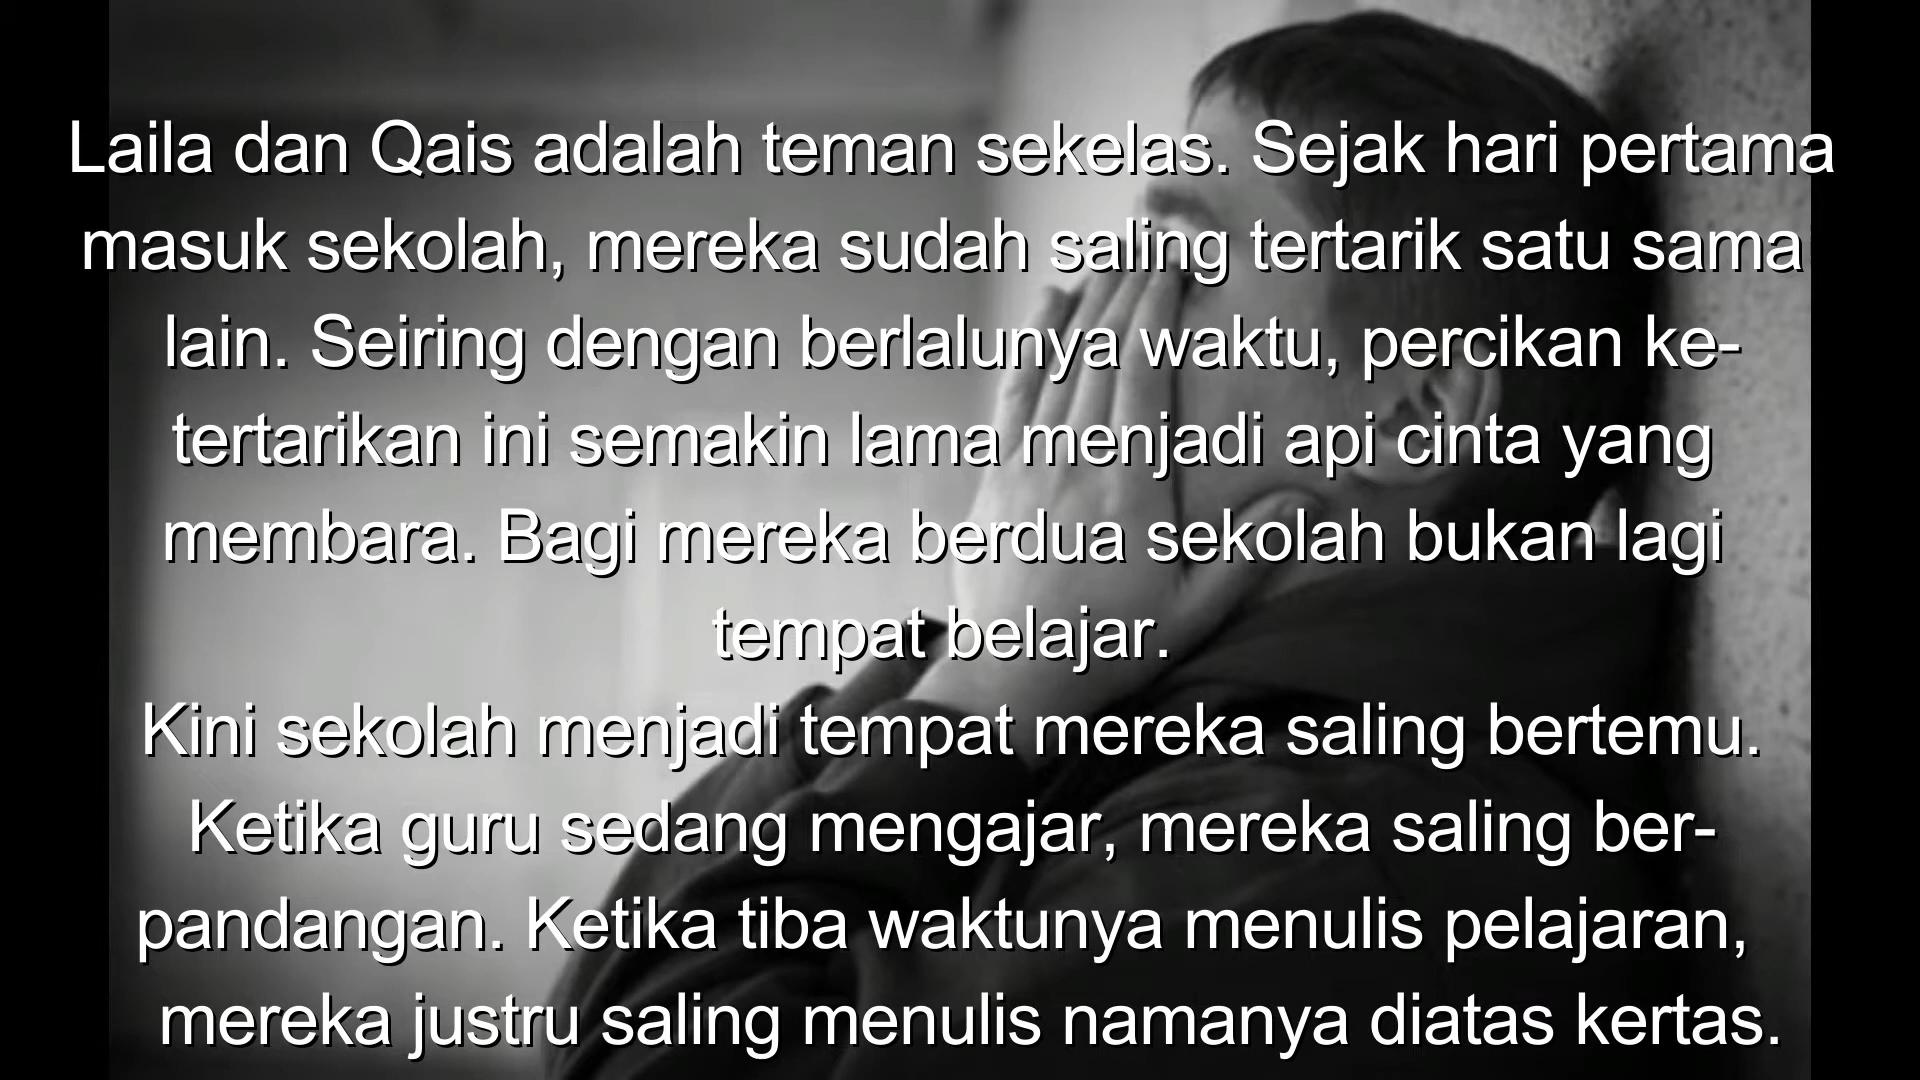 Laila dan Qais adalah teman sekelas. Sejak hari pertama
masuk sekolah, mereka sudah saling tertarik satu sama
lain. Seiring dengan berlalunya waktu, percikan ke-
tertarikan ini semakin lama menjadi api cinta yang
membara. Bagi mereka berdua sekolah bukan lagi
tempat belajar.
Kini sekolah menjadi tempat mereka saling bertemu.
Ketika guru sedang mengajar, mereka saling ber-
pandangan. Ketika tiba waktunya menulis pelajaran,
mereka justru saling menulis namanya diatas kertas.